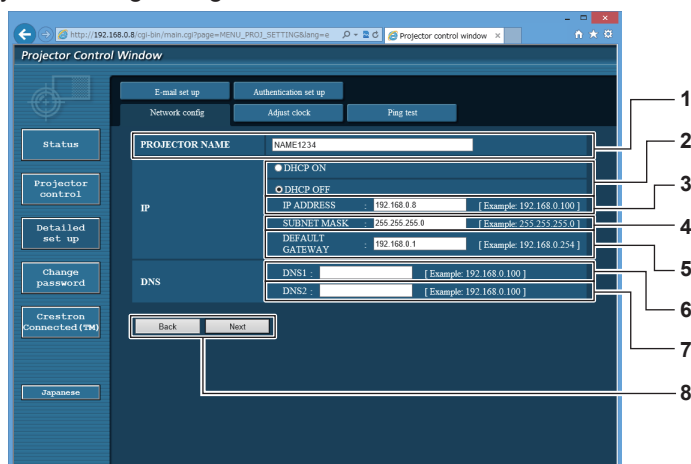 http://192.168.0.8/cgi-bin/main.cgi?page=MENU_PROJ_SETTING&lang=e
Projector control window ×
Projector Control Window
E-mail set up Authentication set up
Network config Adjust clock Ping test
Status
Projector control
Detailed set up
Change password
Crestron Connected(TM)
Japanese
PROJECTOR NAME NAME1234
IP
DHCP ON
DHCP OFF
IP ADDRESS : 192.168.0.8 [ Example: 192.168.0.100 ]
SUBNET MASK : 255.255.255.0 [ Example: 255.255.255.0 ]
DEFAULT GATEWAY : 192.168.0.1 [ Example: 192.168.0.254 ]
DNS
DNS1 : [ Example: 192.168.0.100 ]
DNS2 : [ Example: 192.168.0.100 ]
Back Next
1
2
3
4
5
6
7
8